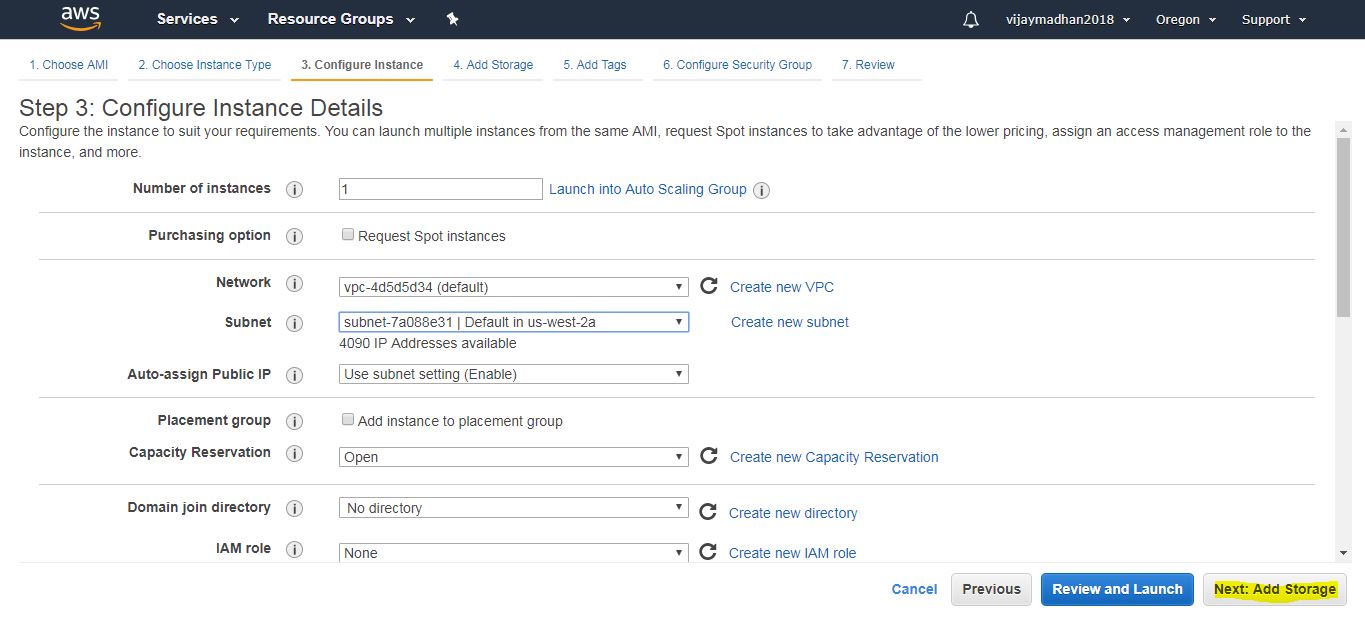 aws Services Resource Groups vijaymadhan2018 Oregon Support
1. Choose AMI 2. Choose Instance Type 3. Configure Instance 4. Add Storage 5. Add Tags 6. Configure Security Group 7. Review
Step 3: Configure Instance Details
Configure the instance to suit your requirements. You can launch multiple instances from the same AMI, request Spot instances to take advantage of the lower pricing, assign an access management role to the
instance, and more.
Number of instances i 1 Launch into Auto Scaling Group i
Purchasing option i Request Spot instances
Network i vpc-4d5d5d34 (default) Create new VPC
Subnet i subnet-7a088e31 | Default in us-west-2a Create new subnet
4090 IP Addresses available
Auto-assign Public IP i Use subnet setting (Enable)
Placement group i Add instance to placement group
Capacity Reservation i Open Create new Capacity Reservation
Domain join directory i No directory Create new directory
IAM role i None Create new IAM role
Cancel Previous Review and Launch Next: Add Storage